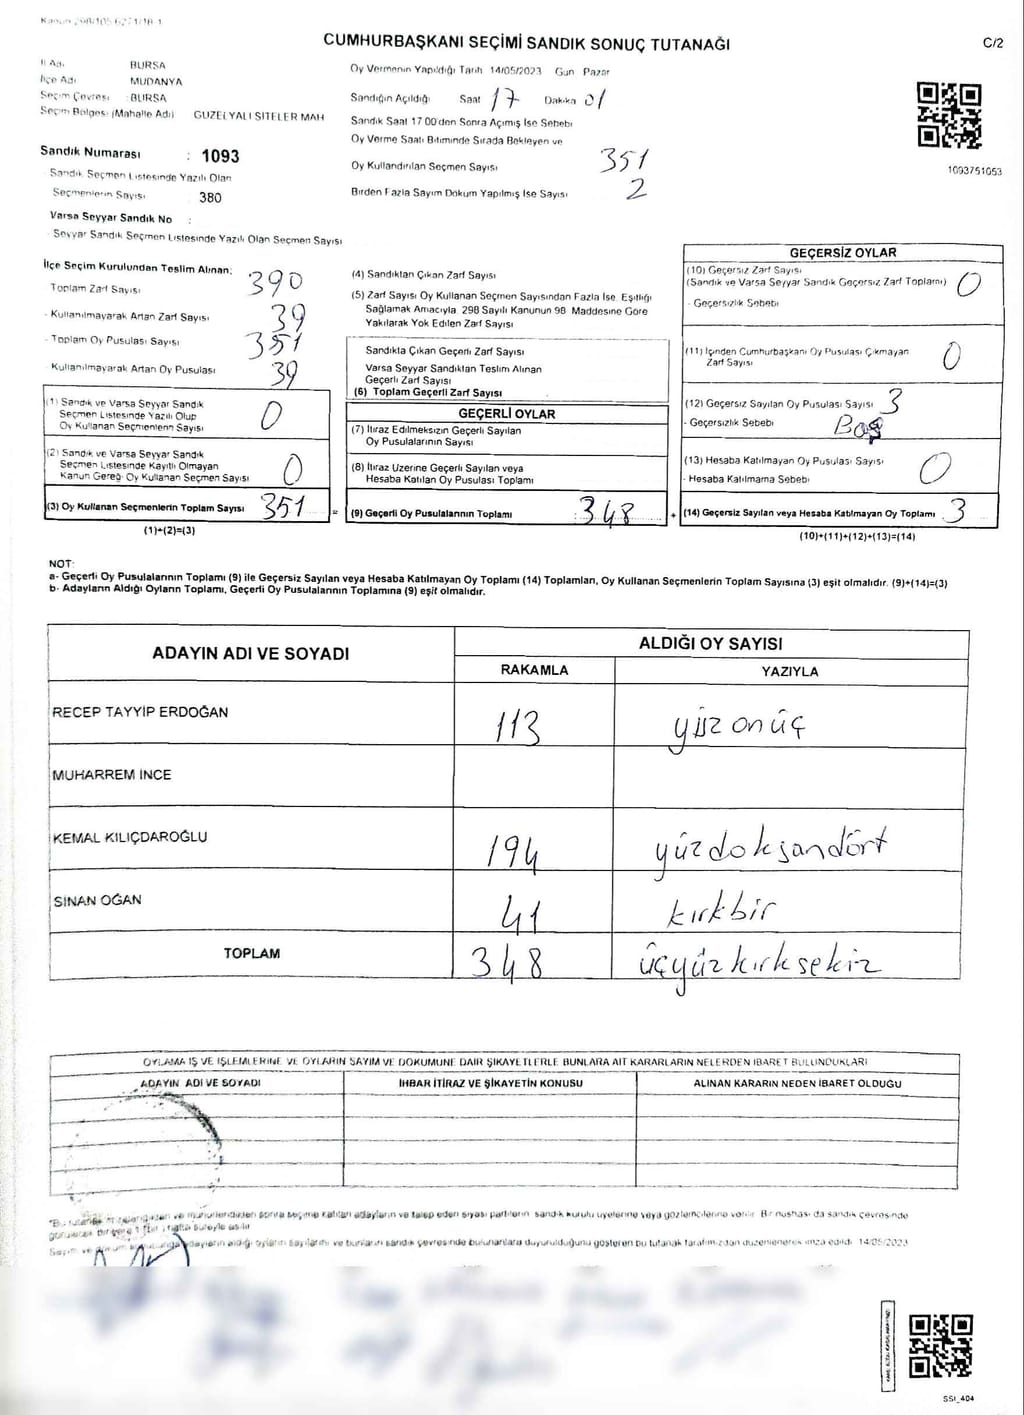 Kanun 298/105 6271/18-1
CUMHURBAŞKANI SEÇİMİ SANDIK SONUÇ TUTANAĞI
C/2
İl Adı BURSA
İlçe Adı MUDANYA
Seçim Çevresi BURSA
Seçim Bölgesi (Mahalle Adı) GÜZELYALI SİTELER MAH
Oy Vermenin Yapıldığı Tarih 14/05/2023 Gün Pazar
Sandığın Açıldığı Saat 17 Dakika 01
Sandık Saat 17 00'den Sonra Açımış İse Sebebi
Oy Verme Saati Bitiminde Sırada Bekleyen ve
Oy Kullandırılan Seçmen Sayısı 351
Birden Fazla Sayım Döküm Yapılmış İse Sayısı 2
1093751053
Sandık Numarası : 1093
Sandık Seçmen Listesinde Yazılı Olan
Seçmenlerin Sayısı 380
Varsa Seyyar Sandık No :
- Seyyar Sandık Seçmen Listesinde Yazılı Olan Seçmen Sayısı
İlçe Seçim Kurulundan Teslim Alınan;
Toplam Zarf Sayısı 390
- Kullanılmayarak Artan Zarf Sayısı 39
- Toplam Oy Pusulası Sayısı 351
- Kullanılmayarak Artan Oy Pusulası 39
(1) Sandık ve Varsa Seyyar Sandık
Seçmen Listesinde Yazılı Olup
Oy Kullanan Seçmenlerin Sayısı 0
(2) Sandık ve Varsa Seyyar Sandık
Seçmen Listesinde Kayıtlı Olmayan
Kanun Gereği Oy Kullanan Seçmen Sayısı 0
(3) Oy Kullanan Seçmenlerin Toplam Sayısı 351
(1)+(2)=(3)
(4) Sandıktan Çıkan Zarf Sayısı
(5) Zarf Sayısı Oy Kullanan Seçmen Sayısından Fazla İse, Eşitliği
Sağlamak Amacıyla, 298 Sayılı Kanunun 98. Maddesine Göre
Yakılarak Yok Edilen Zarf Sayısı
Sandıkta Çıkan Geçerli Zarf Sayısı
Varsa Seyyar Sandıktan Teslim Alınan
Geçerli Zarf Sayısı
(6) Toplam Geçerli Zarf Sayısı
GEÇERLİ OYLAR
(7) İtiraz Edilmeksizin Geçerli Sayılan
Oy Pusulalarının Sayısı
(8) İtiraz Üzerine Geçerli Sayılan veya
Hesaba Katılan Oy Pusulası Toplamı
= (9) Geçerli Oy Pusulalarının Toplamı : 348
GEÇERSİZ OYLAR
(10) Geçersiz Zarf Sayısı
(Sandık ve Varsa Seyyar Sandık Geçersiz Zarf Toplamı) 0
- Geçersizlik Sebebi
(11) İçinden Cumhurbaşkanı Oy Pusulası Çıkmayan
Zarf Sayısı 0
(12) Geçersiz Sayılan Oy Pusulası Sayısı 3
- Geçersizlik Sebebi Boş
(13) Hesaba Katılmayan Oy Pusulası Sayısı 0
- Hesaba Katılmama Sebebi
+ (14) Geçersiz Sayılan veya Hesaba Katılmayan Oy Toplamı 3
(10)+(11)+(12)+(13)=(14)
NOT:
a- Geçerli Oy Pusulalarının Toplamı (9) ile Geçersiz Sayılan veya Hesaba Katılmayan Oy Toplamı (14) Toplamları, Oy Kullanan Seçmenlerin Toplam Sayısına (3) eşit olmalıdır. (9)+(14)=(3)
b- Adayların Aldığı Oyların Toplamı, Geçerli Oy Pusulalarının Toplamına (9) eşit olmalıdır.
ADAYIN ADI VE SOYADI
ALDIĞI OY SAYISI
RAKAMLA YAZIYLA
RECEP TAYYİP ERDOĞAN 113 yüz on üç
MUHARREM İNCE
KEMAL KILIÇDAROĞLU 194 yüzdoksandört
SİNAN OĞAN 41 kırkbir
TOPLAM 348 üçyüzkırksekiz
OYLAMA İŞ VE İŞLEMLERİNE VE OYLARIN SAYIM VE DÖKÜMÜNE DAİR ŞİKAYETLERLE BUNLARA AİT KARARLARIN NELERDEN İBARET BULUNDUKLARI
ADAYIN ADI VE SOYADI İHBAR İTİRAZ VE ŞİKAYETİN KONUSU ALINAN KARARIN NEDEN İBARET OLDUĞU
ve mühürlendikten sonra seçime katılan adayların ve talep eden siyasi partilerin sandık kurulu üyelerine veya gözlemcilerine verilir. Bir nüshası da sandık çevresinde
hafta süreyle asılır.
adayların aldığı oyların sayılarını ve bunların sandık çevresinde bulunanlara duyurulduğunu gösteren bu tutanak tarafımızdan düzenlenerek imza edildi. 14/05/2023
SSI_404